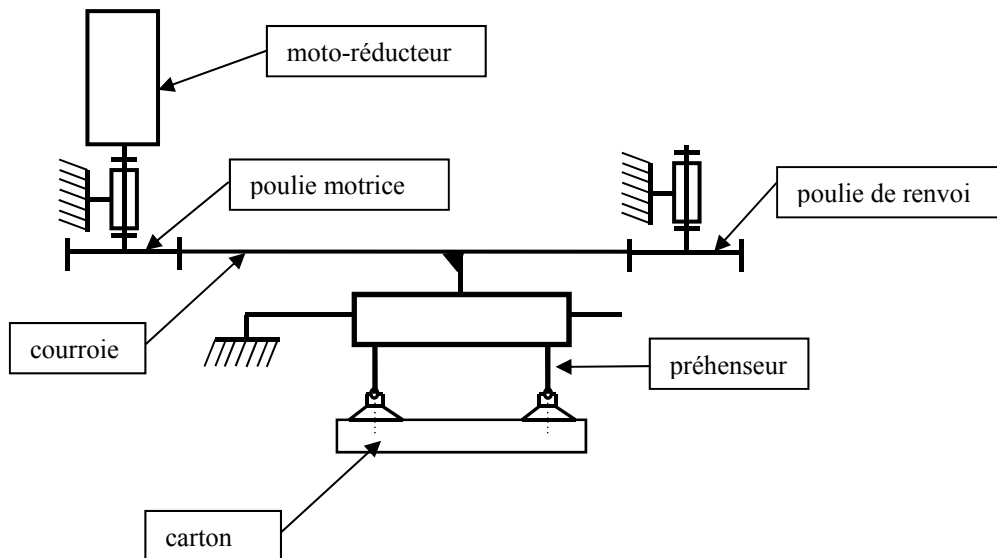 moto-réducteur
poulie motrice
poulie de renvoi
courroie
préhenseur
carton